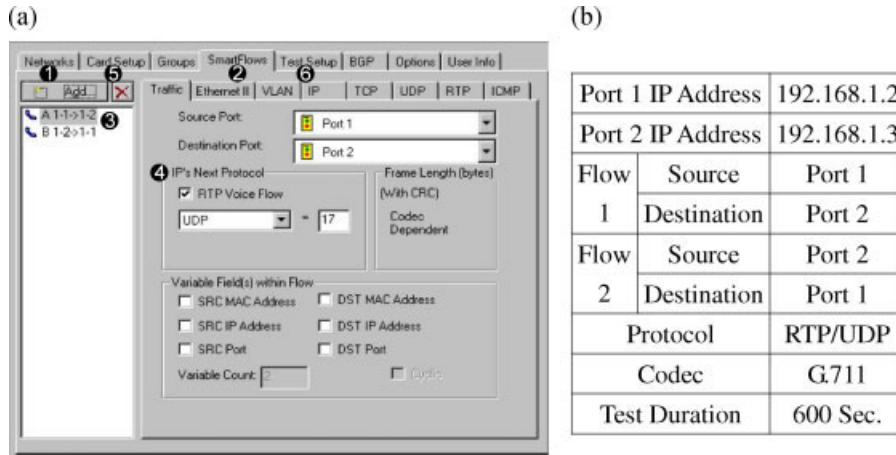 (a)
(b)
Networks Card Setup Groups SmartFlows Test Setup BGP Options User Info
1 5 2 6
Add
Traffic Ethernet II VLAN IP TCP UDP RTP ICMP
A 1-1->1-2 3
B 1-2->1-1
Source Port: Port 1
Destination Port: Port 2
4 IP's Next Protocol
RTP Voice Flow
UDP = 17
Frame Length (bytes)
(With CRC)
Codec
Dependent
Variable Field(s) within Flow
SRC MAC Address DST MAC Address
SRC IP Address DST IP Address
SRC Port DST Port
Variable Count: 2 Cyclic
Port 1 IP Address 192.168.1.2
Port 2 IP Address 192.168.1.3
Flow 1 Source Port 1
Destination Port 2
Flow 2 Source Port 2
Destination Port 1
Protocol RTP/UDP
Codec G.711
Test Duration 600 Sec.